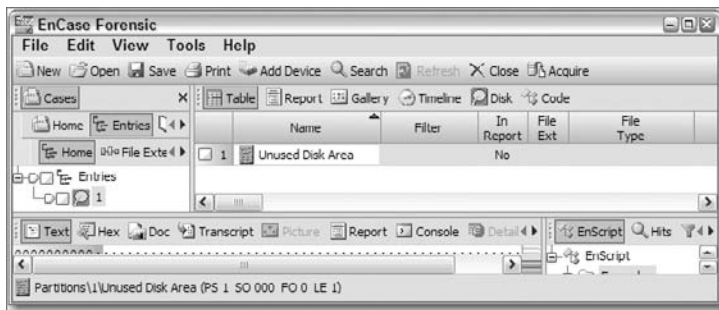 EnCase Forensic
File Edit View Tools Help
New Open Save Print Add Device Search Refresh Close Acquire
Cases
Table Report Gallery Timeline Disk Code
Home Entries
Name Filter In Report File Ext File Type
Home File Exte
1 Unused Disk Area No
Entries
1
Text Hex Doc Transcript Picture Report Console Detail
EnScript Hits
EnScript
Partitions\1\Unused Disk Area (PS 1 SO 000 FO 0 LE 1)